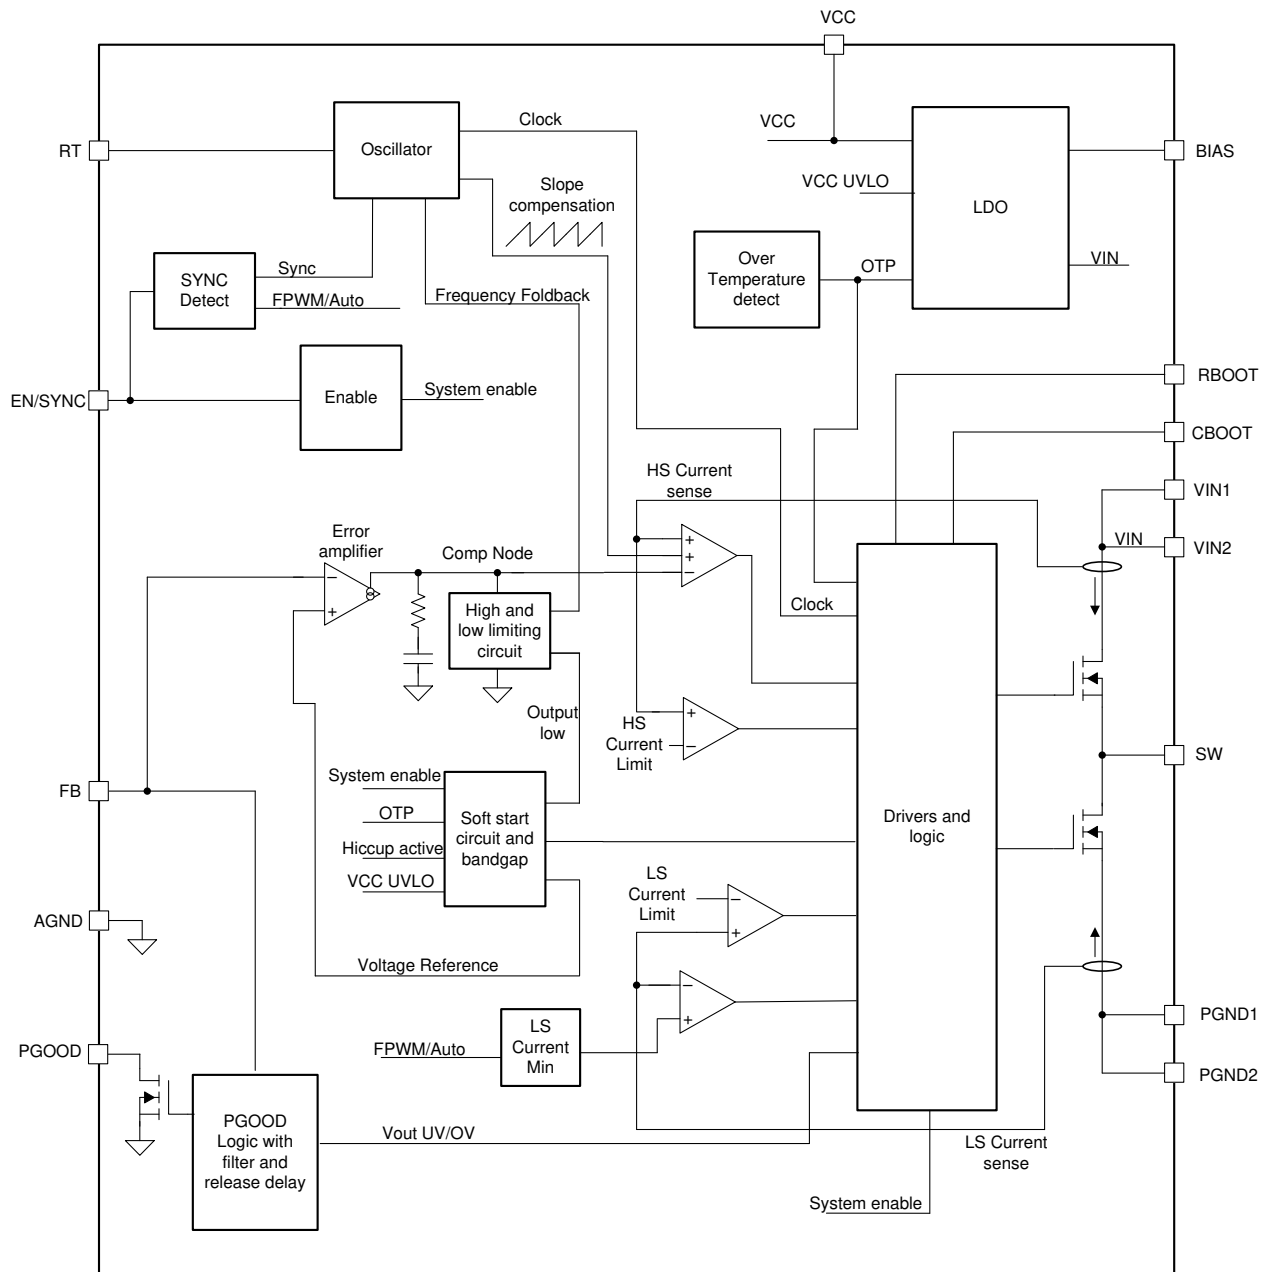 VCC
RT
Oscillator
Clock
VCC
BIAS
VCC UVLO
LDO
Slope
compensation
SYNC
Detect
Sync
FPWM/Auto
Frequency Foldback
Over
Temperature
detect
OTP
VIN
EN/SYNC
Enable
System enable
RBOOT
CBOOT
HS Current
sense
VIN1
VIN
VIN2
Error
amplifier
Comp Node
−
+
+
+
−
High and
low limiting
circuit
Clock
Output
low
HS
Current
Limit
+
−
SW
FB
System enable
OTP
Hiccup active
VCC UVLO
Soft start
circuit and
bandgap
Drivers and
logic
LS
Current
Limit
−
+
AGND
Voltage Reference
−
+
PGOOD
FPWM/Auto
LS
Current
Min
PGND1
PGND2
PGOOD
Logic with
filter and
release delay
Vout UV/OV
LS Current
sense
System enable